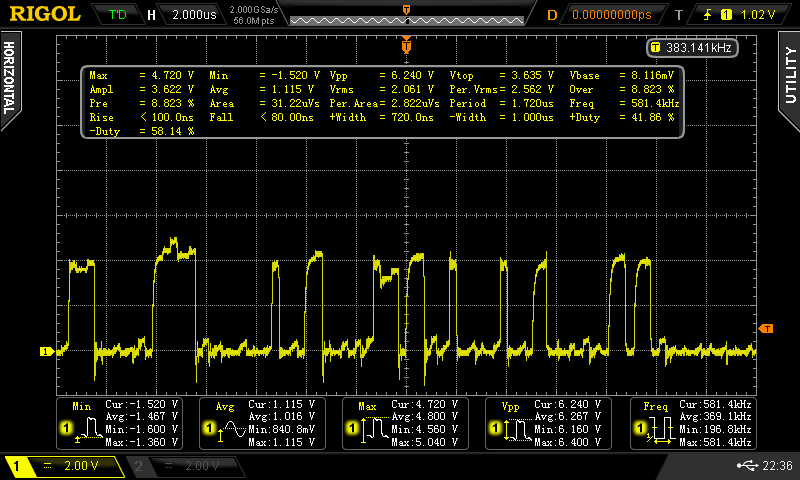 RIGOL T'D H 2.000us 2.000GSa/s 56.0M pts D 0.00000000ps T 1 1.02 V
HORIZONTAL
UTILITY
T 383.141kHz
Max = 4.720 V Min = -1.520 V Vpp = 6.240 V Vtop = 3.635 V Vbase = 8.116mV
Ampl = 3.622 V Avg = 1.115 V Vrms = 2.061 V Per.Vrms= 2.562 V Over = 8.823 %
Pre = 8.823 % Area = 31.22uVs Per.Area= 2.822uVs Period = 1.720us Freq = 581.4kHz
Rise < 100.0ns Fall < 80.00ns +Width = 720.0ns -Width = 1.000us +Duty = 41.86 %
-Duty = 58.14 %
T
T
1
Min Cur:-1.520 V
Avg:-1.467 V
1 Min:-1.600 V
Max:-1.360 V
Avg Cur:1.115 V
Avg:1.016 V
1 Min:840.8mV
Max:1.115 V
Max Cur:4.720 V
Avg:4.800 V
1 Min:4.560 V
Max:5.040 V
Vpp Cur:6.240 V
Avg:6.267 V
1 Min:6.160 V
Max:6.400 V
Freq Cur:581.4kHz
Avg:369.1kHz
1 Min:196.8kHz
Max:581.4kHz
1 2.00 V 2 2.00 V 22:36